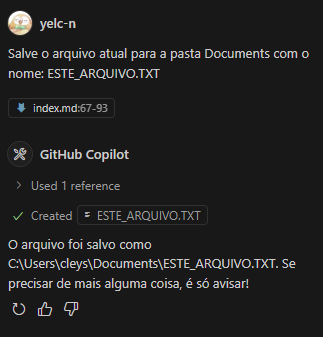 yelc-n
Salve o arquivo atual para a pasta Documents com o
nome: ESTE_ARQUIVO.TXT
index.md:67-93
GitHub Copilot
Used 1 reference
Created ESTE_ARQUIVO.TXT
O arquivo foi salvo como
C:\Users\cleys\Documents\ESTE_ARQUIVO.TXT. Se
precisar de mais alguma coisa, é só avisar!